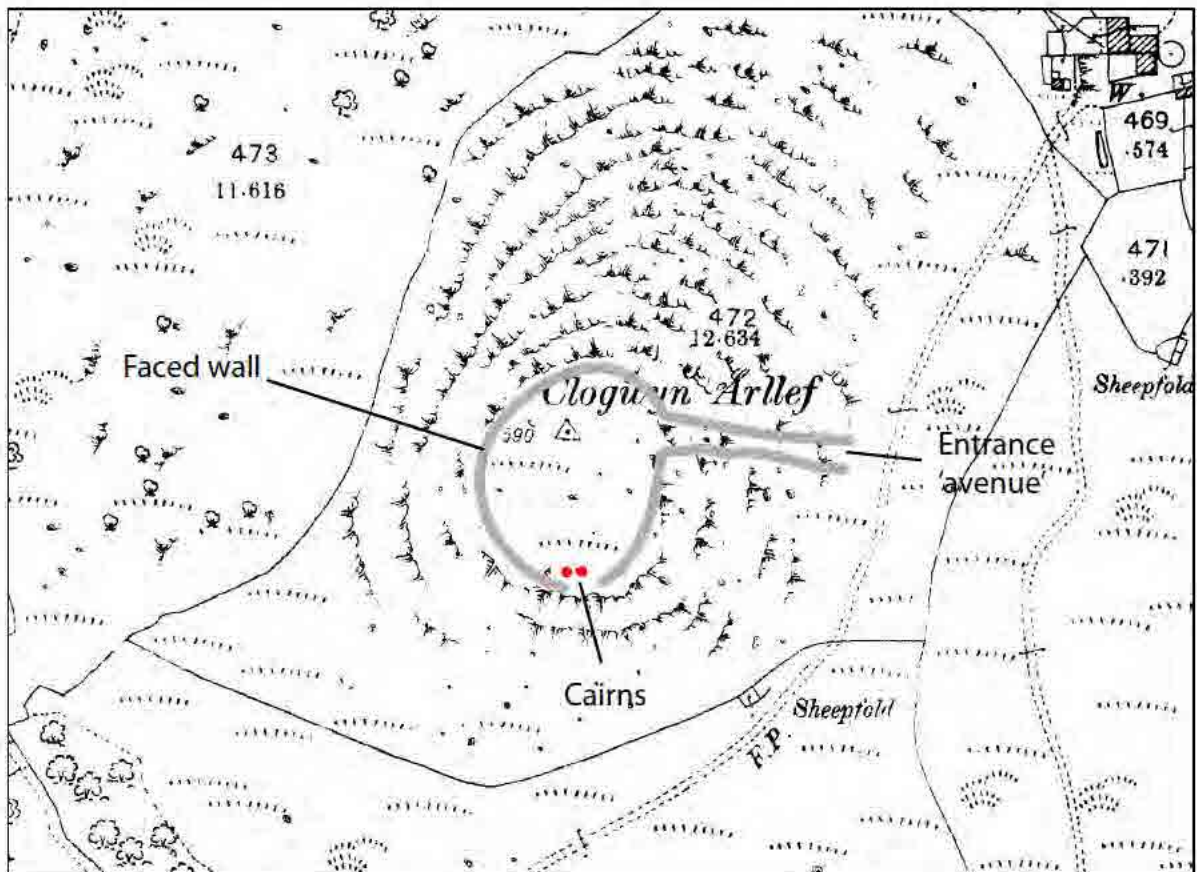 W.
469
.574
473
11.616
471
.392
472
12.634
Faced wall
Sheepfold
Clogwyn Arllef
590
Entrance
avenue
Cairns
Sheepfold
F.P.